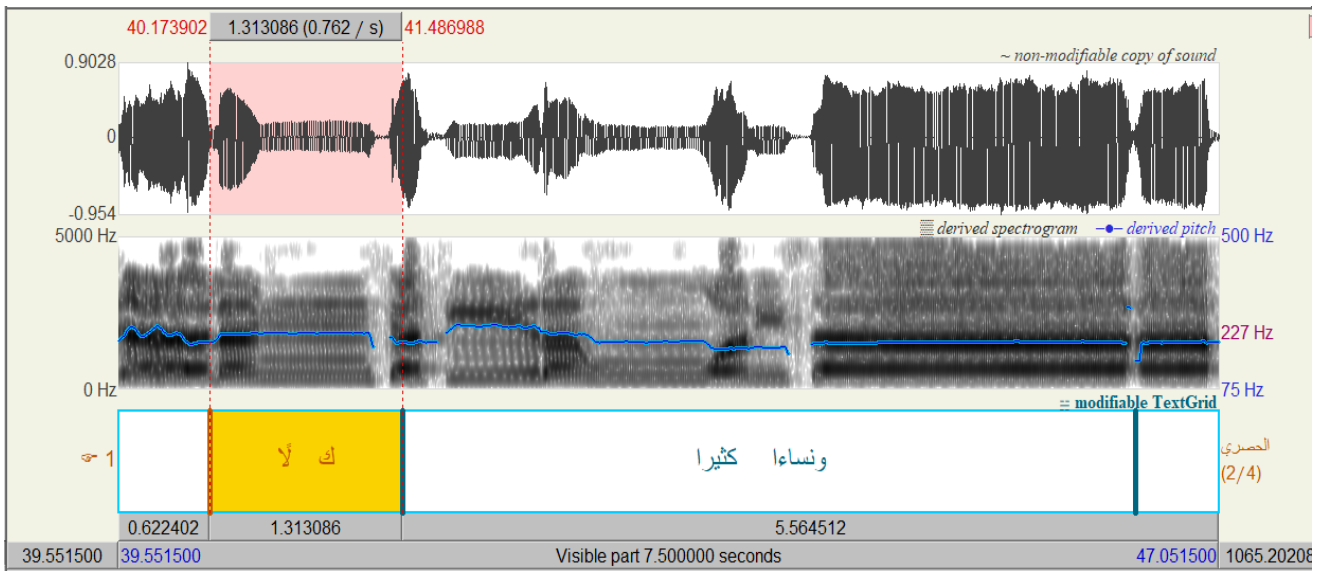 40.173902 1.313086 (0.762 / s) 41.486988
0.9028 ~ non-modifiable copy of sound
0
-0.954
5000 Hz derived spectrogram derived pitch 500 Hz
227 Hz
0 Hz 75 Hz
modifiable TextGrid
1 ك لًا ونساءا كثيرا الحصري
(2/4)
0.622402 1.313086 5.564512
39.551500 39.551500 Visible part 7.500000 seconds 47.051500 1065.20208